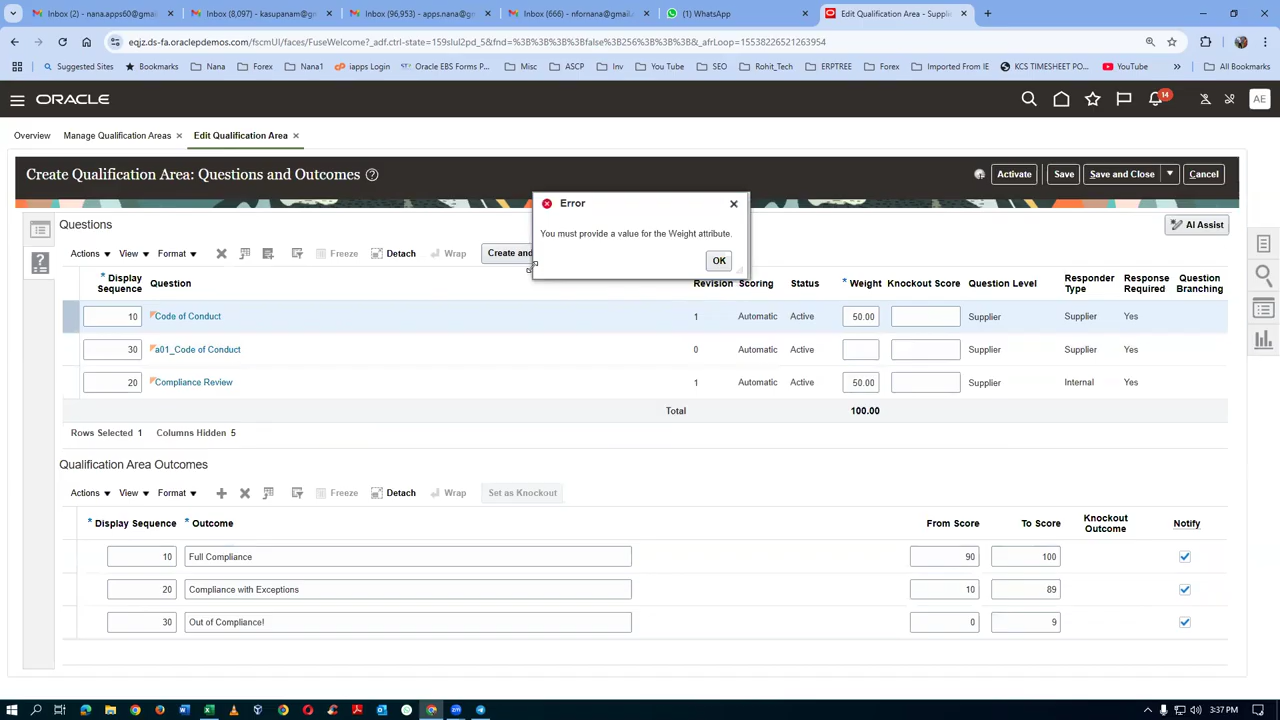 Inbox (2) - nana.apps60@gmail.c
Inbox (8,097) - kasupanam@gma
Inbox (96,953) - apps.nana@gma
Inbox (666) - nfornana@gmail.
(1) WhatsApp
Edit Qualification Area - Supplie
eqjz.ds-fa.oraclepdemos.com/fscmUI/faces/FuseWelcome?_adf.ctrl-state=159slul2pd_5&fnd=%3B%3B%3B%3Bfalse%3B256%3B%3B%3B&_afrLoop=15538226521263954
Suggested Sites
Bookmarks
Nana
Forex
Nana1
iapps Login
Oracle EBS Forms P...
Misc
ASCP
Inv
You Tube
SEO
Rohit_Tech
ERPTREE
Forex
Imported From IE
KCS TIMESHEET PO...
YouTube
All Bookmarks
ORACLE
14
AE
Overview
Manage Qualification Areas
Edit Qualification Area
Create Qualification Area: Questions and Outcomes
Activate
Save
Save and Close
Cancel
Error
You must provide a value for the Weight attribute.
OK
Questions
AI Assist
Actions View Format Freeze Detach Wrap Create and
* Display Sequence Question Revision Scoring Status * Weight Knockout Score Question Level Responder Type Response Required Question Branching
10 Code of Conduct 1 Automatic Active 50.00 Supplier Supplier Yes
30 a01_Code of Conduct 0 Automatic Active Supplier Supplier Yes
20 Compliance Review 1 Automatic Active 50.00 Supplier Internal Yes
Total 100.00
Rows Selected 1 Columns Hidden 5
Qualification Area Outcomes
Actions View Format Freeze Detach Wrap Set as Knockout
* Display Sequence * Outcome From Score To Score Knockout Outcome Notify
10 Full Compliance 90 100
20 Compliance with Exceptions 10 89
30 Out of Compliance! 0 9
3:37 PM